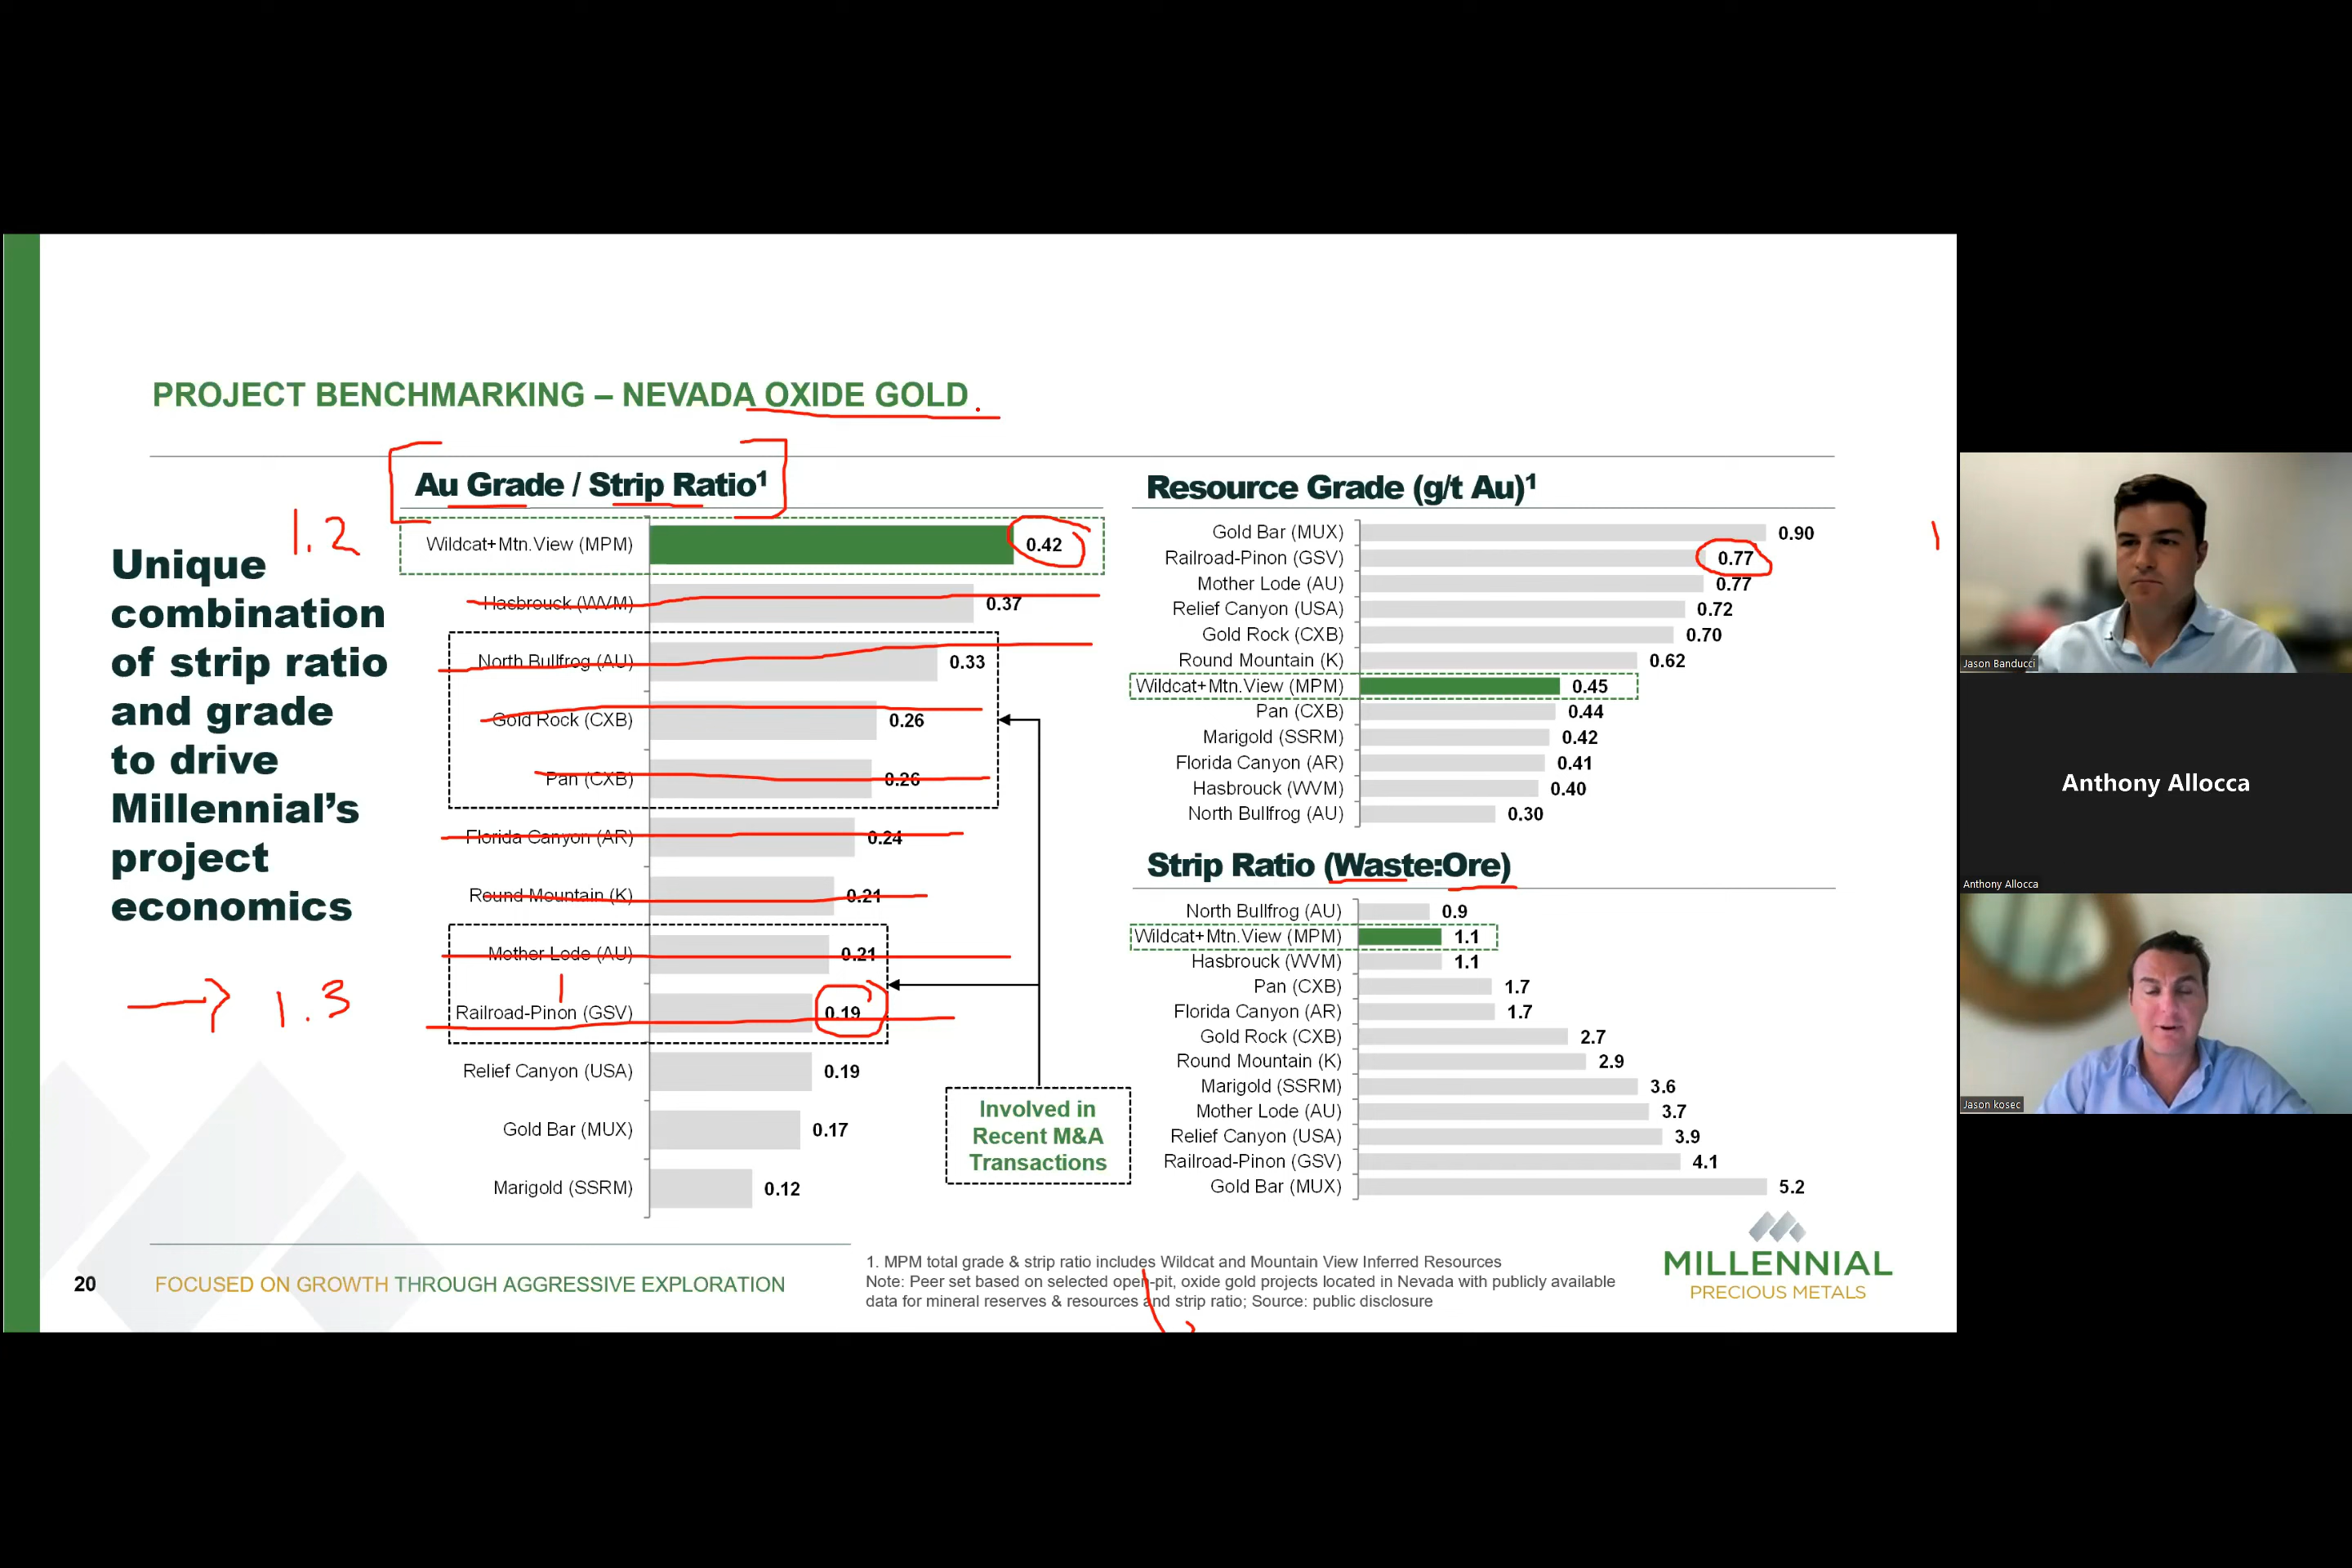 PROJECT BENCHMARKING – NEVADA OXIDE GOLD
Au Grade / Strip Ratio¹
1.2
Unique
combination
of strip ratio
and grade
to drive
Millennial's
project
economics
1.3
Wildcat+Mtn.View (MPM) 0.42
Hasbrouck (WVM) 0.37
North Bullfrog (AU) 0.33
Gold Rock (CXB) 0.26
Pan (CXB) 0.26
Florida Canyon (AR) 0.24
Round Mountain (K) 0.21
Mother Lode (AU) 0.21
Railroad-Pinon (GSV) 0.19
Relief Canyon (USA) 0.19
Gold Bar (MUX) 0.17
Marigold (SSRM) 0.12
Involved in
Recent M&A
Transactions
Resource Grade (g/t Au)¹
Gold Bar (MUX) 0.90
Railroad-Pinon (GSV) 0.77
Mother Lode (AU) 0.77
Relief Canyon (USA) 0.72
Gold Rock (CXB) 0.70
Round Mountain (K) 0.62
Wildcat+Mtn.View (MPM) 0.45
Pan (CXB) 0.44
Marigold (SSRM) 0.42
Florida Canyon (AR) 0.41
Hasbrouck (WVM) 0.40
North Bullfrog (AU) 0.30
Strip Ratio (Waste:Ore)
North Bullfrog (AU) 0.9
Wildcat+Mtn.View (MPM) 1.1
Hasbrouck (WVM) 1.1
Pan (CXB) 1.7
Florida Canyon (AR) 1.7
Gold Rock (CXB) 2.7
Round Mountain (K) 2.9
Marigold (SSRM) 3.6
Mother Lode (AU) 3.7
Relief Canyon (USA) 3.9
Railroad-Pinon (GSV) 4.1
Gold Bar (MUX) 5.2
20
FOCUSED ON GROWTH THROUGH AGGRESSIVE EXPLORATION
1. MPM total grade & strip ratio includes Wildcat and Mountain View Inferred Resources
Note: Peer set based on selected open-pit, oxide gold projects located in Nevada with publicly available
data for mineral reserves & resources and strip ratio; Source: public disclosure
MILLENNIAL
PRECIOUS METALS
Jason Banducci
Anthony Allocca
Anthony Allocca
Jason kosec